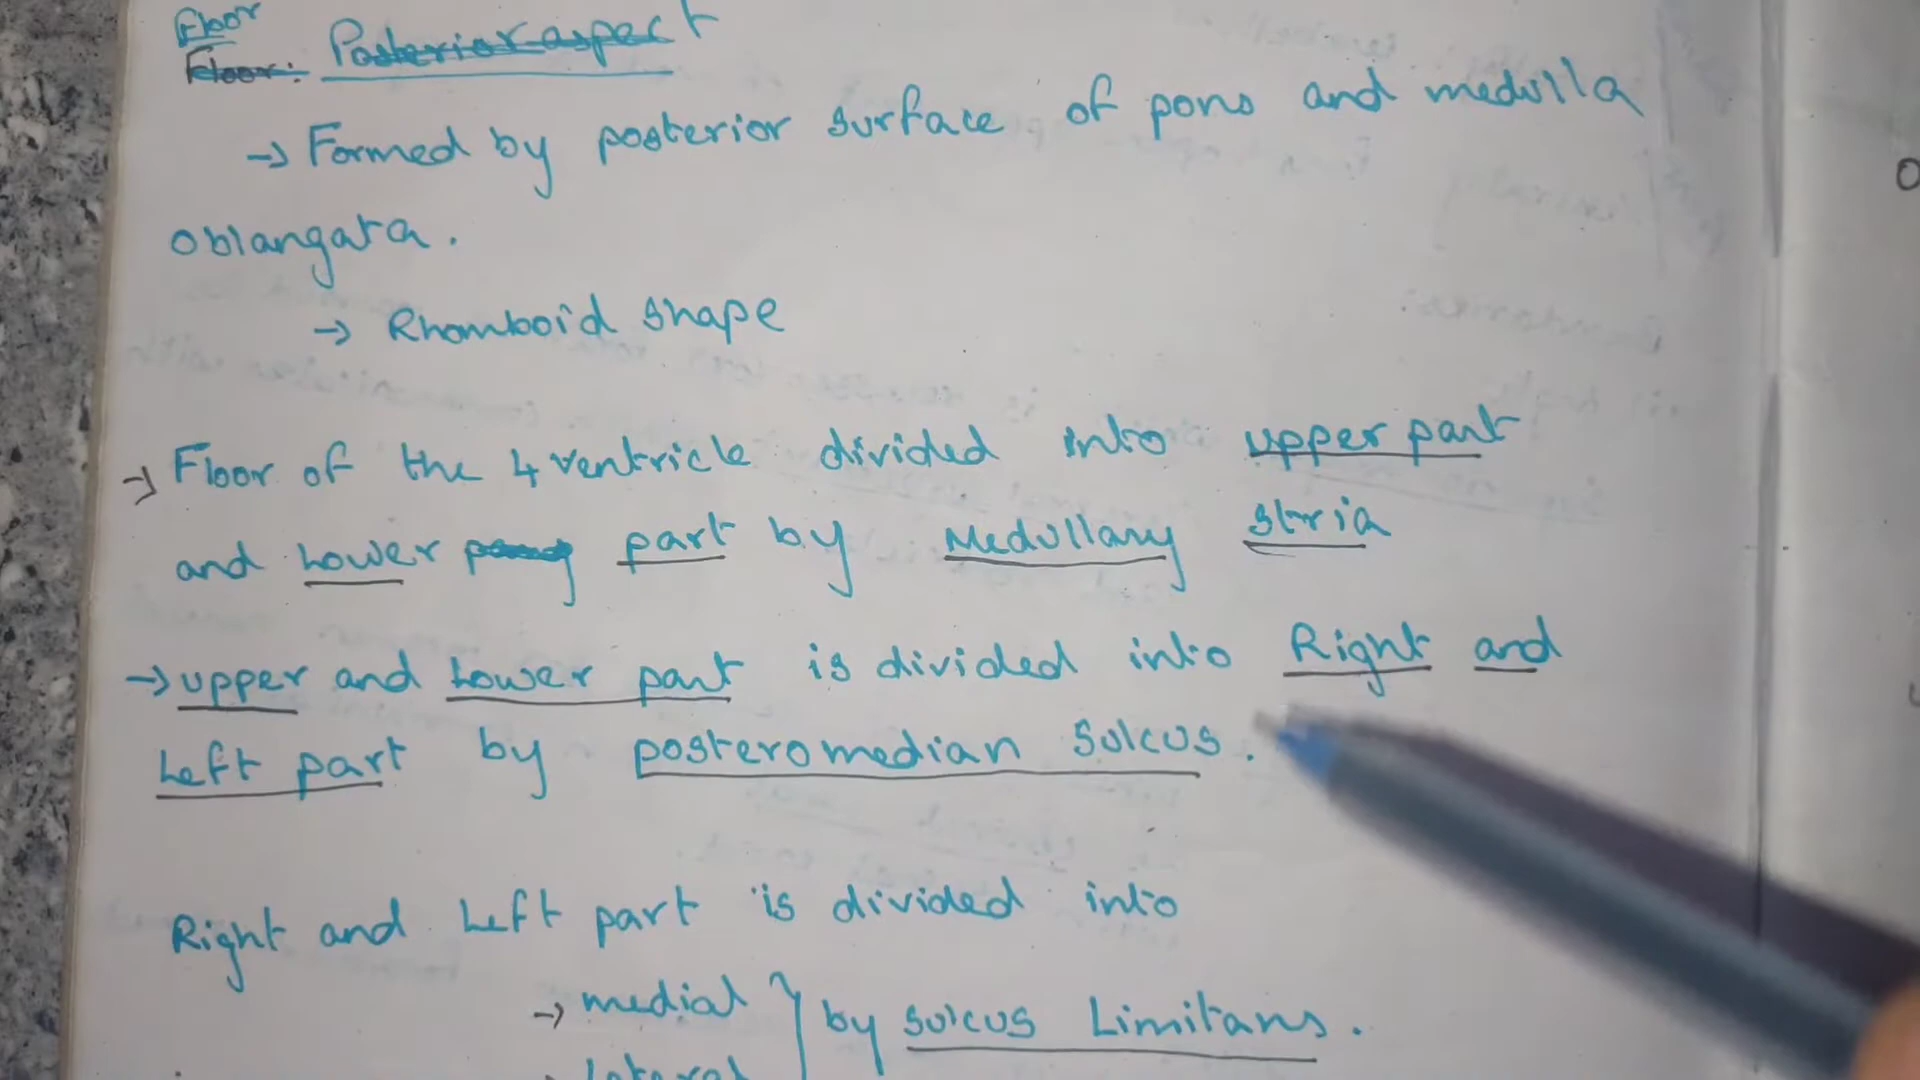 Floor
Floor: Posterior aspect
→ Formed by posterior surface of pons and medulla
oblangata.
→ Rhomboid shape
→ Floor of the 4 ventricle divided into upper part
and Lower part by Medullary stria
→ upper and Lower part is divided into Right and
Left part by posteromedian sulcus.
Right and Left part is divided into
→ medial } by sulcus Limitans.
→ lateral